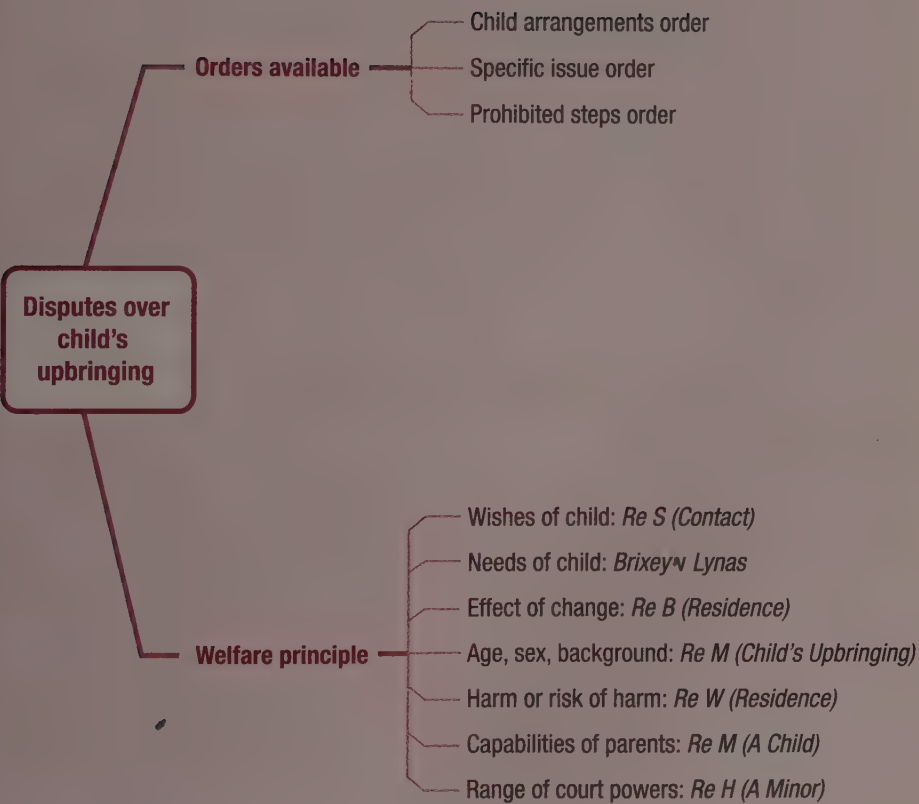 Child arrangements order
Orders available
Specific issue order
Prohibited steps order
Disputes over
child's
upbringing
Wishes of child: Re S (Contact)
Needs of child: Brixey v Lynas
Effect of change: Re B (Residence)
Welfare principle
Age, sex, background: Re M (Child's Upbringing)
Harm or risk of harm: Re W (Residence)
Capabilities of parents: Re M (A Child)
Range of court powers: Re H (A Minor)